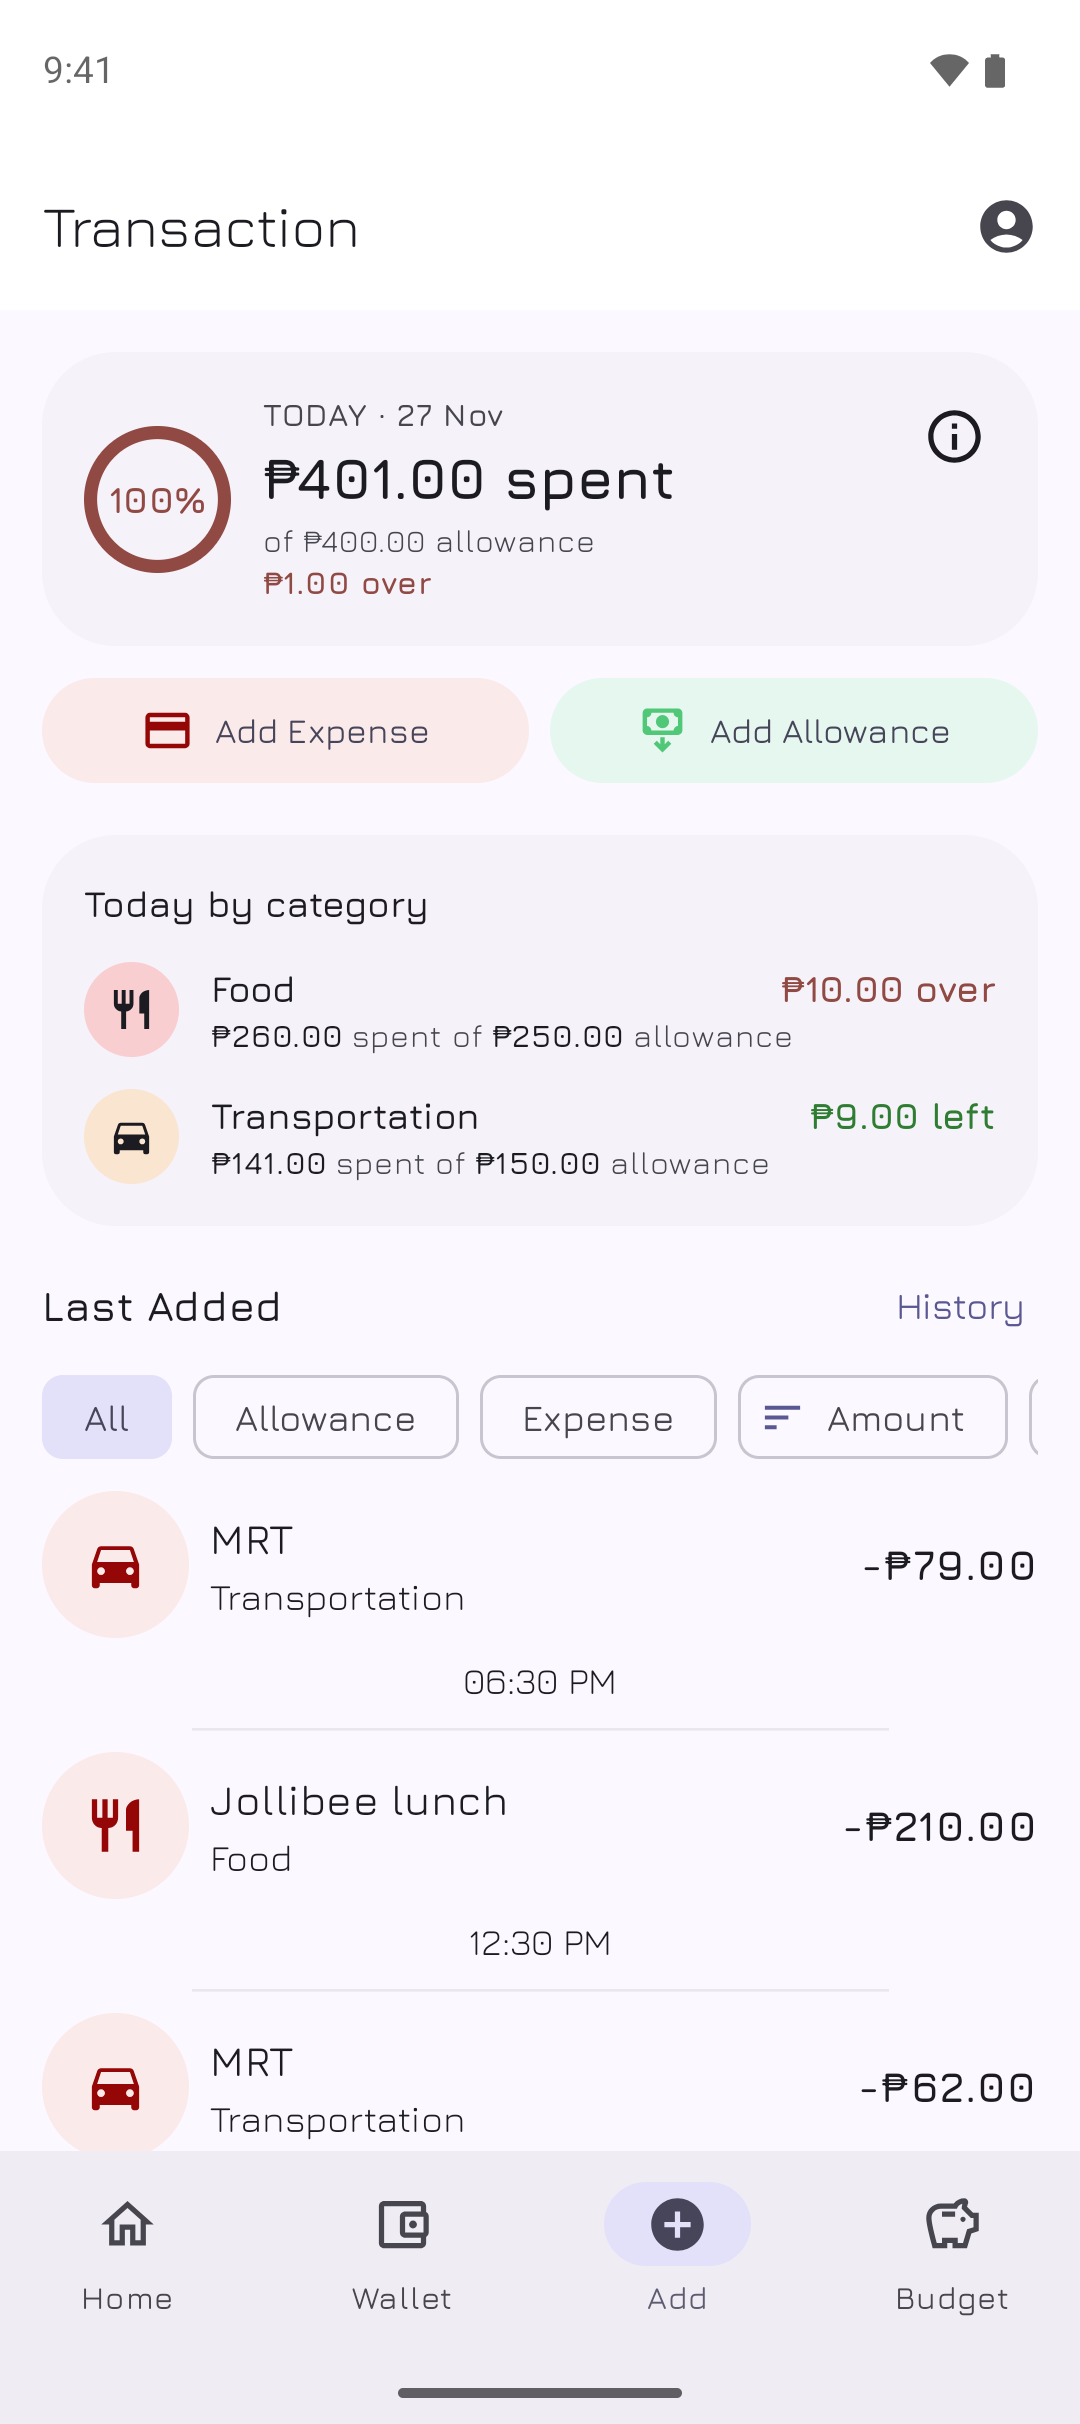 9:41
Transaction
TODAY · 27 Nov
₱401.00 spent
100%
of ₱400.00 allowance
₱1.00 over
Add Expense
Add Allowance
Today by category
Food
₱10.00 over
₱260.00 spent of ₱250.00 allowance
Transportation
₱9.00 left
₱141.00 spent of ₱150.00 allowance
Last Added
History
All
Allowance
Expense
Amount
MRT
Transportation
-₱79.00
06:30 PM
Jollibee lunch
Food
-₱210.00
12:30 PM
MRT
Transportation
-₱62.00
Home
Wallet
Add
Budget